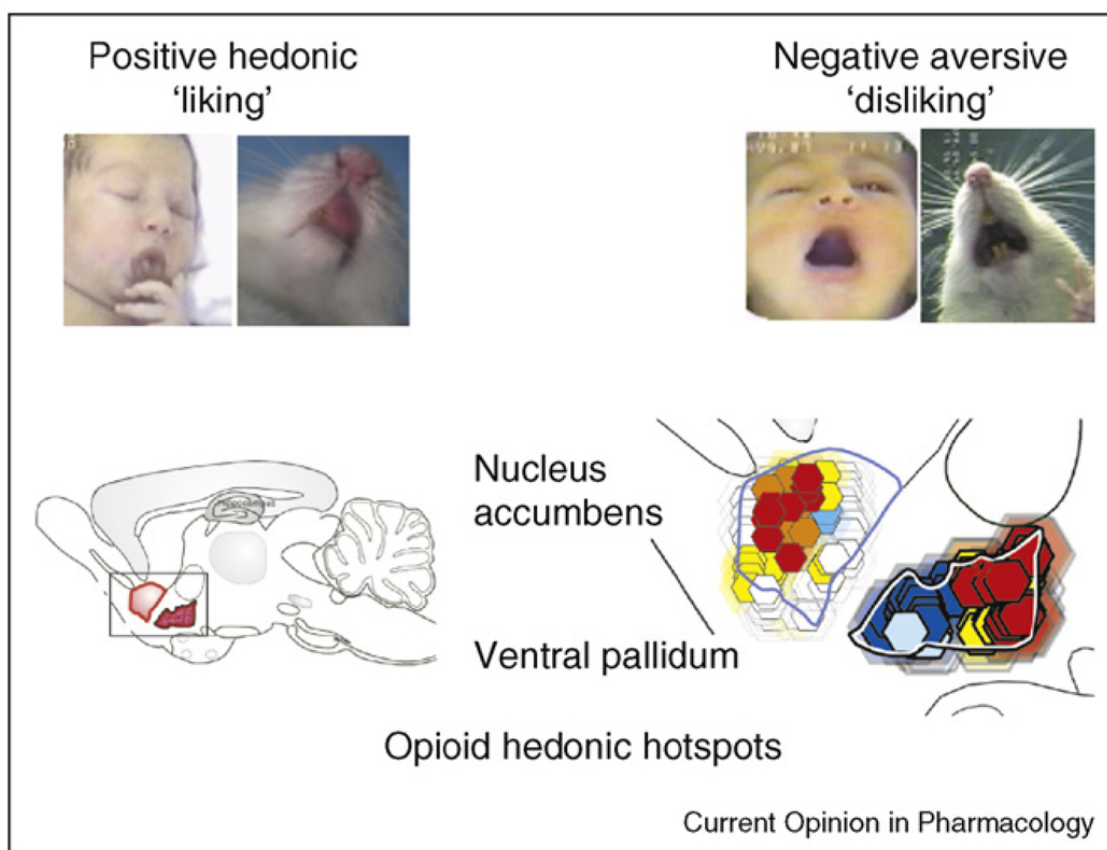 Positive hedonic
‘liking’
Negative aversive
‘disliking’
Nucleus
accumbens
Ventral pallidum
Opioid hedonic hotspots
Current Opinion in Pharmacology